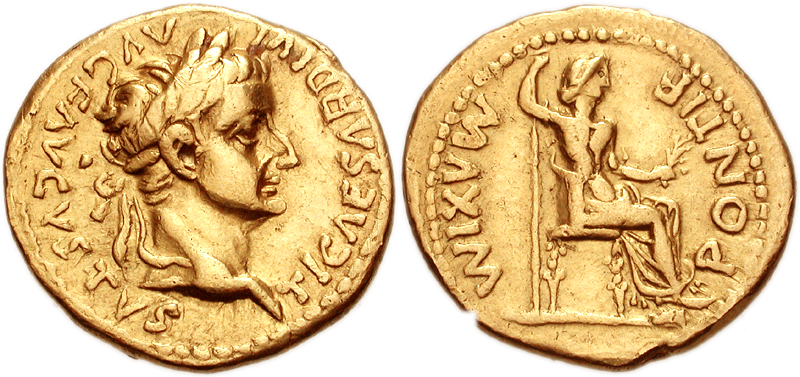 TI CAESAR DIVI AVG F AVGVSTVS
PONTIF MAXIM